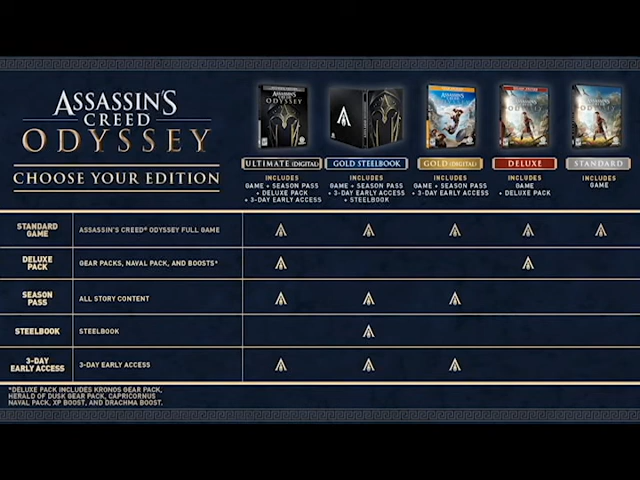 ASSASSIN'S
CREED
ODYSSEY
CHOOSE YOUR EDITION
ULTIMATE (DIGITAL)
INCLUDES
GAME + SEASON PASS
+ DELUXE PACK
+ 3-DAY EARLY ACCESS
GOLD STEELBOOK
INCLUDES
GAME + SEASON PASS
+ 3-DAY EARLY ACCESS
+ STEELBOOK
GOLD (DIGITAL)
INCLUDES
GAME + SEASON PASS
+ 3-DAY EARLY ACCESS
DELUXE
INCLUDES
GAME
+ DELUXE PACK
STANDARD
INCLUDES
GAME
STANDARD
GAME
ASSASSIN'S CREED® ODYSSEY FULL GAME
DELUXE
PACK
GEAR PACKS, NAVAL PACK, AND BOOSTS*
SEASON
PASS
ALL STORY CONTENT
STEELBOOK
STEELBOOK
3-DAY
EARLY ACCESS
3-DAY EARLY ACCESS
*DELUXE PACK INCLUDES KRONOS GEAR PACK,
HERALD OF DUSK GEAR PACK, CAPRICORNUS
NAVAL PACK, XP BOOST, AND DRACHMA BOOST.